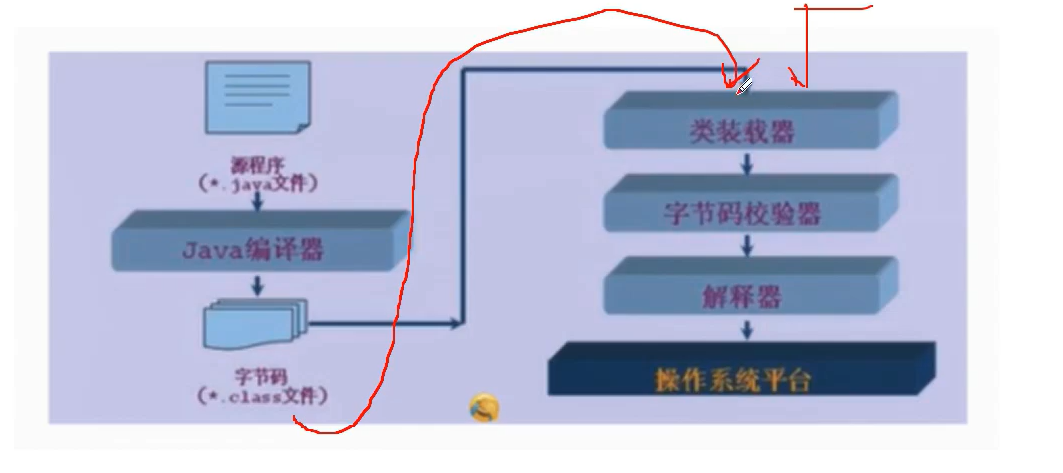 源程序
(*.java文件)
Java编译器
字节码
(*.class文件)
类装载器
字节码校验器
解释器
操作系统平台